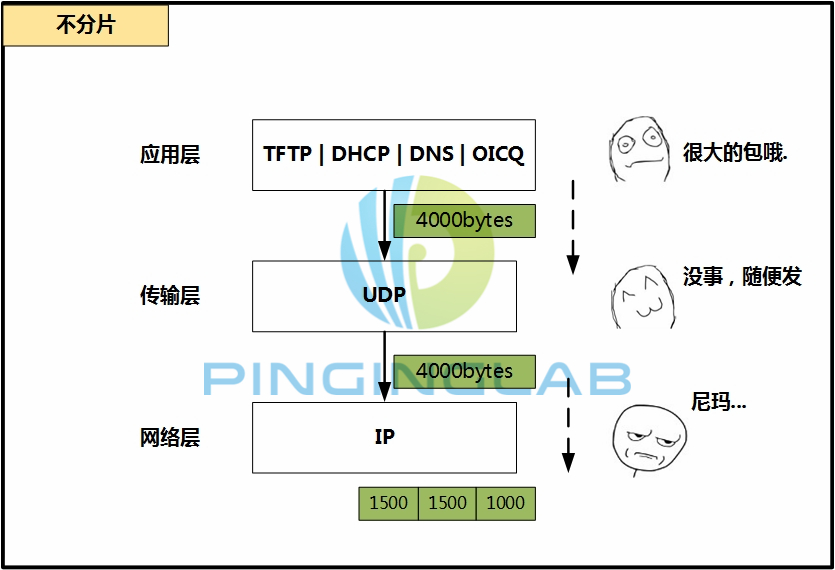 不分片
应用层
TFTP | DHCP | DNS | OICQ
很大的包哦.
4000bytes
传输层
UDP
没事，随便发
PINGINGLAB
4000bytes
尼玛...
网络层
IP
1500 1500 1000